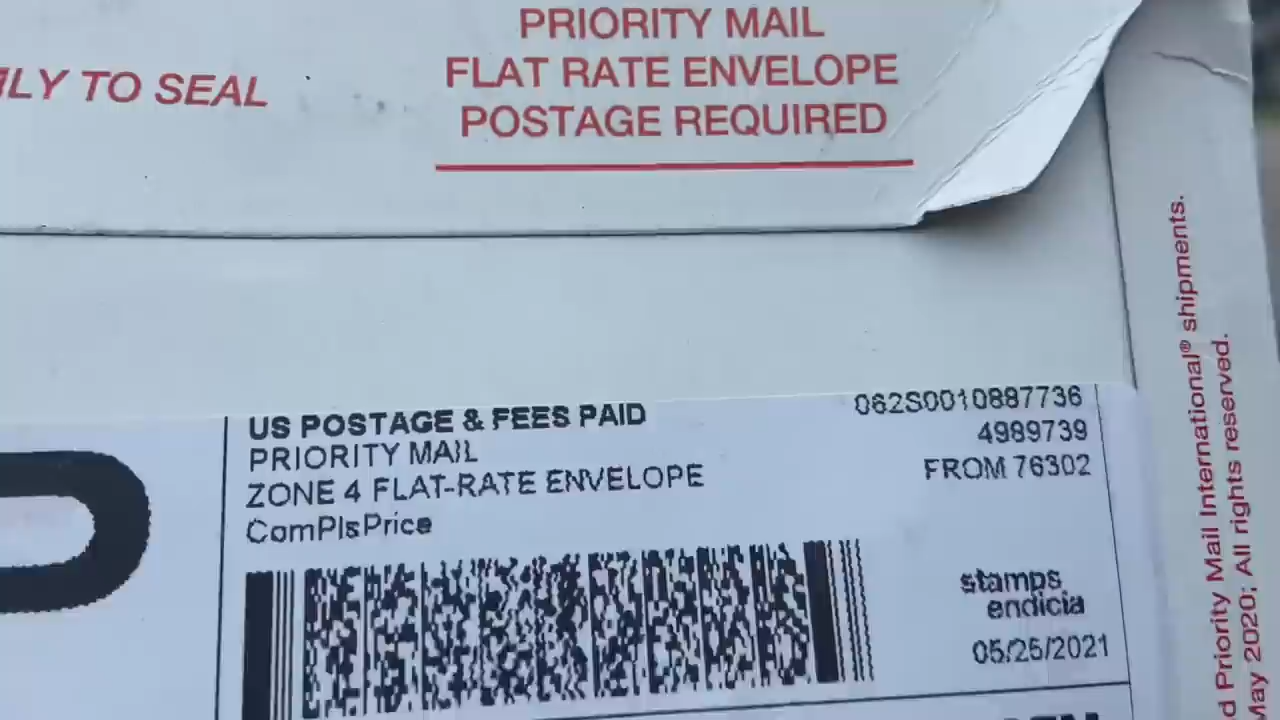 PRIORITY MAIL
FLAT RATE ENVELOPE
POSTAGE REQUIRED
TO SEAL
US POSTAGE & FEES PAID
PRIORITY MAIL
ZONE 4 FLAT-RATE ENVELOPE
ComPlsPrice
062S0010887736
4989739
FROM 76302
stamps
endicia
05/25/2021
Priority Mail International® shipments.
May 2020; All rights reserved.